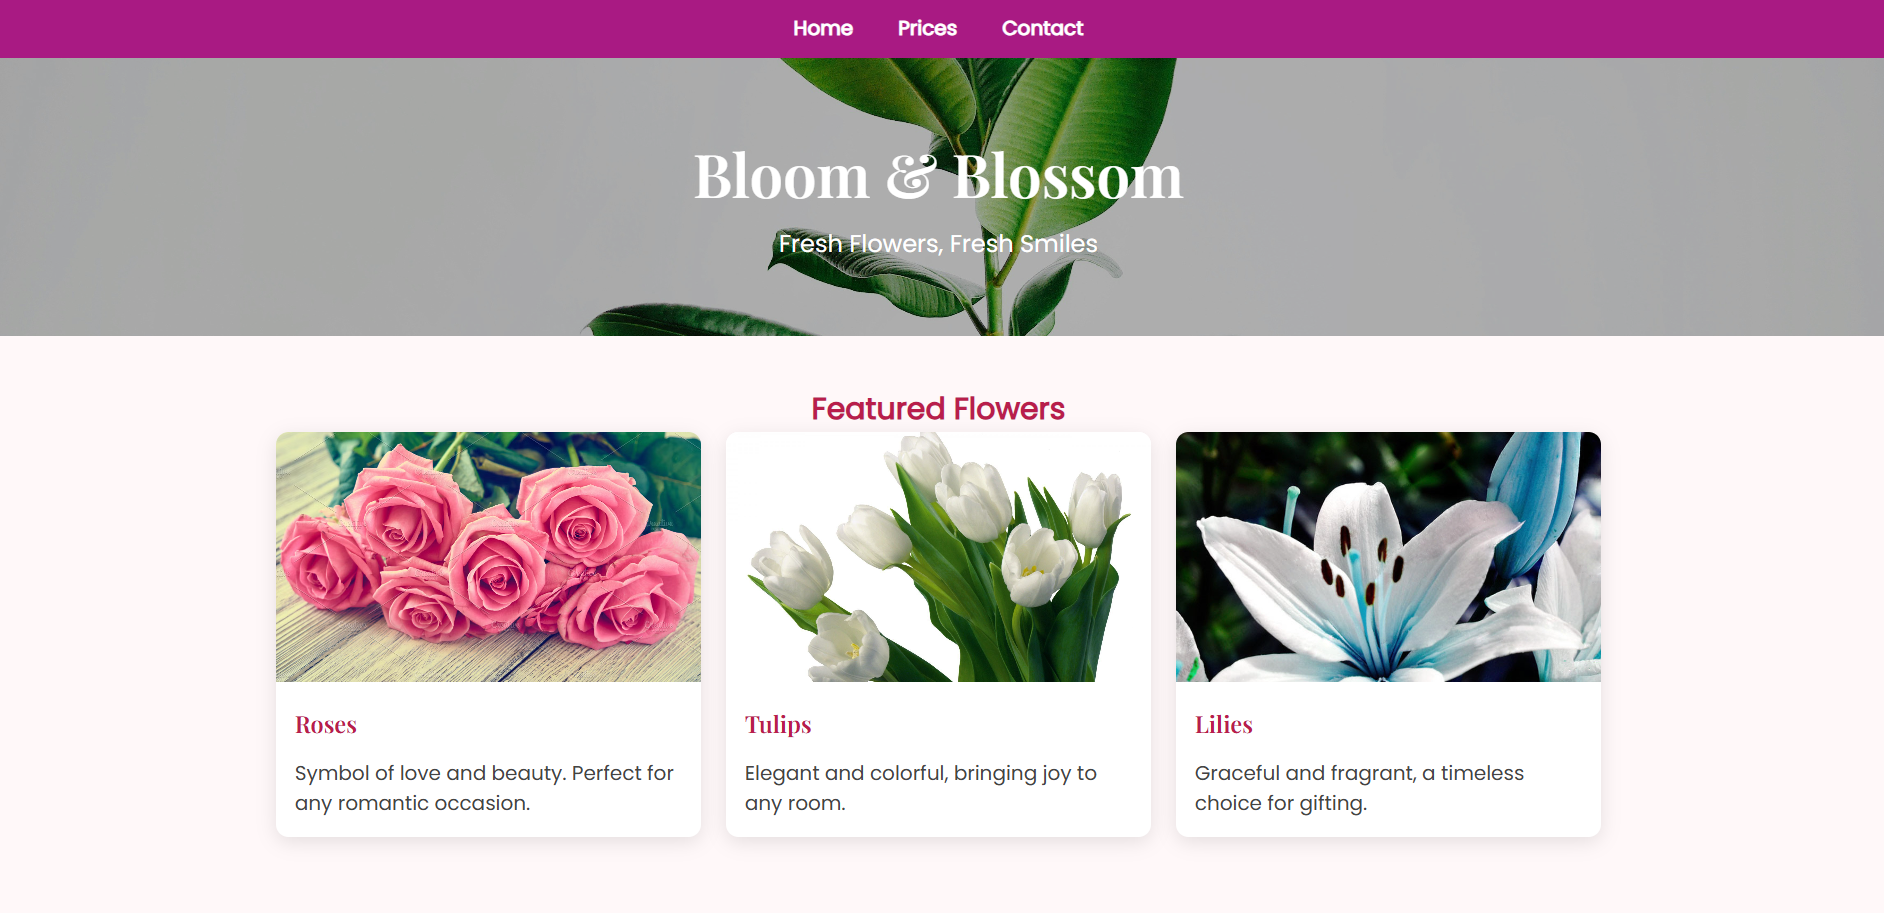 Home Prices Contact
Bloom & Blossom
Fresh Flowers, Fresh Smiles
Featured Flowers
Roses
Symbol of love and beauty. Perfect for
any romantic occasion.
Tulips
Elegant and colorful, bringing joy to
any room.
Lilies
Graceful and fragrant, a timeless
choice for gifting.